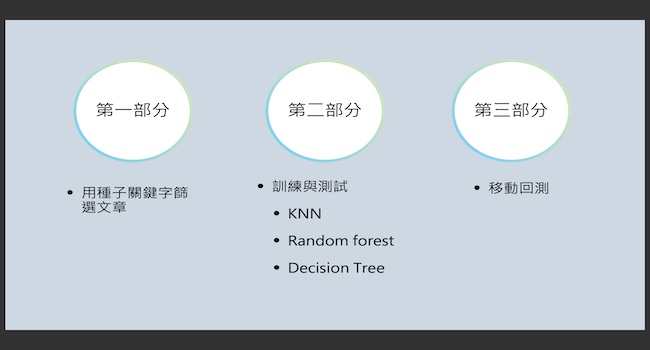 第一部分
用種子關鍵字篩
選文章
第二部分
訓練與測試
KNN
Random forest
Decision Tree
第三部分
移動回測